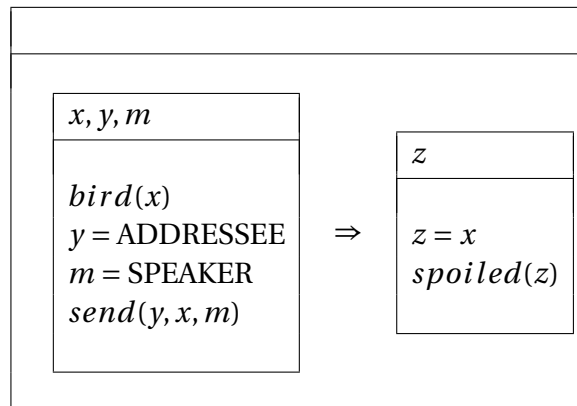 x, y, m
bird(x)
y = ADDRESSEE
m = SPEAKER
send(y, x, m)
⇒
z
z = x
spoiled(z)